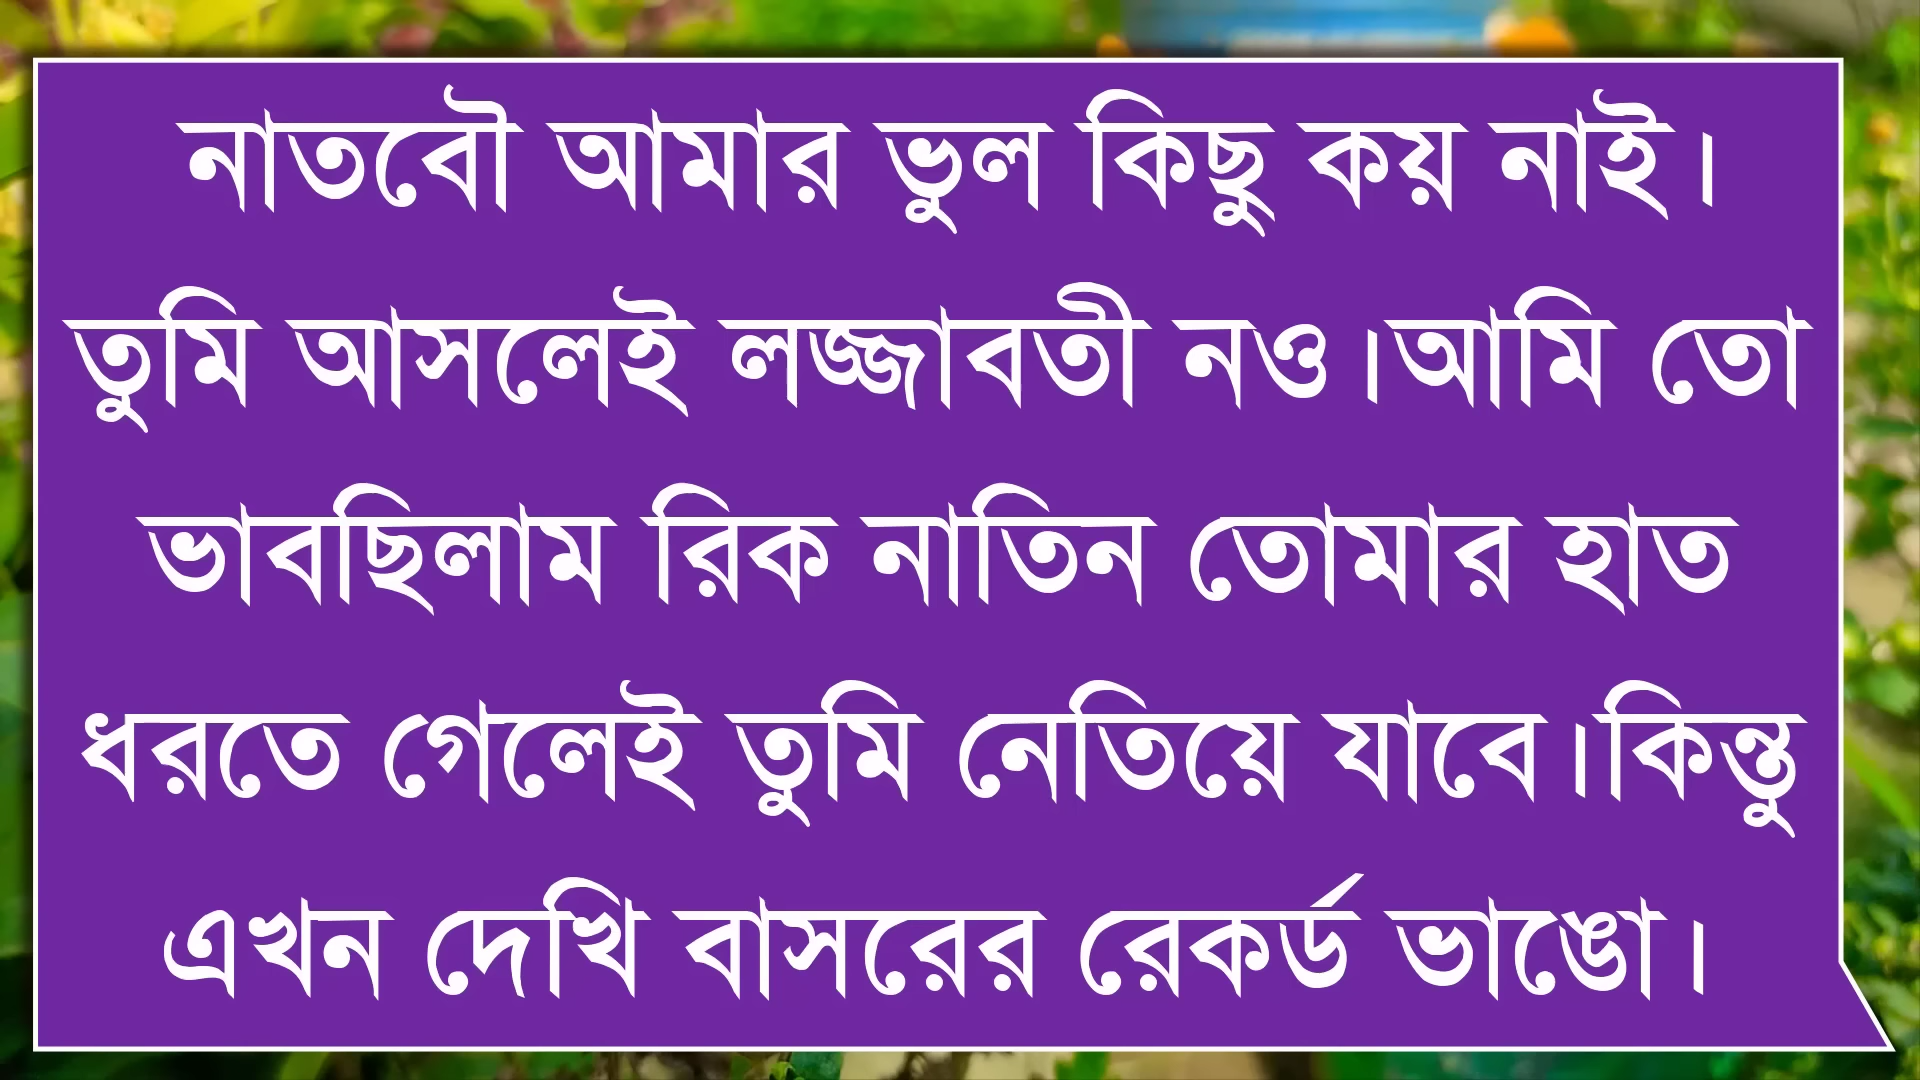 নাতবৌ আমার ভুল কিছু কয় নাই।
তুমি আসলেই লজ্জাবতী নও।আমি তো
ভাবছিলাম রিক নাতিন তোমার হাত
ধরতে গেলেই তুমি নেতিয়ে যাবে।কিন্তু
এখন দেখি বাসরের রেকর্ড ভাঙো।